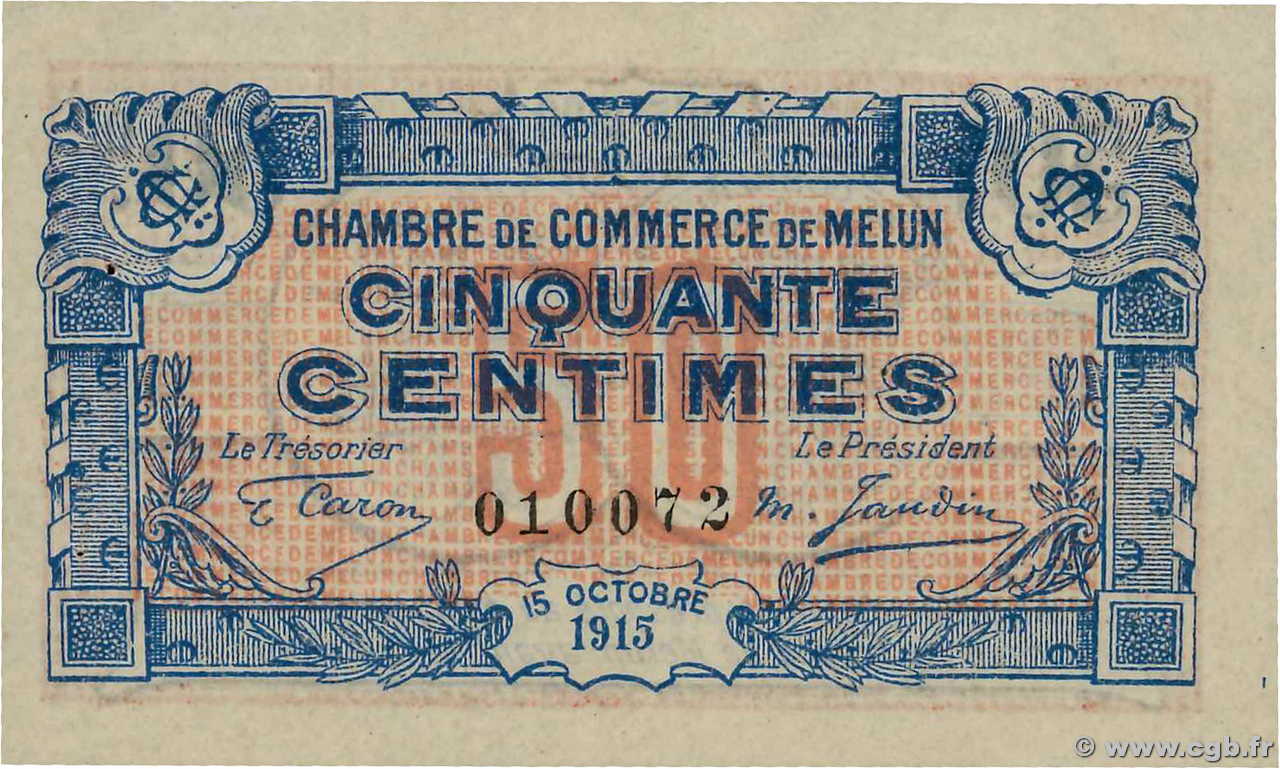 CHAMBRE DE COMMERCE DE MELUN
CINQUANTE
CENTIMES
50
Le Trésorier Le Président
E Caron 010072 M. Jaudin
15 OCTOBRE
1915
© www.cgb.fr